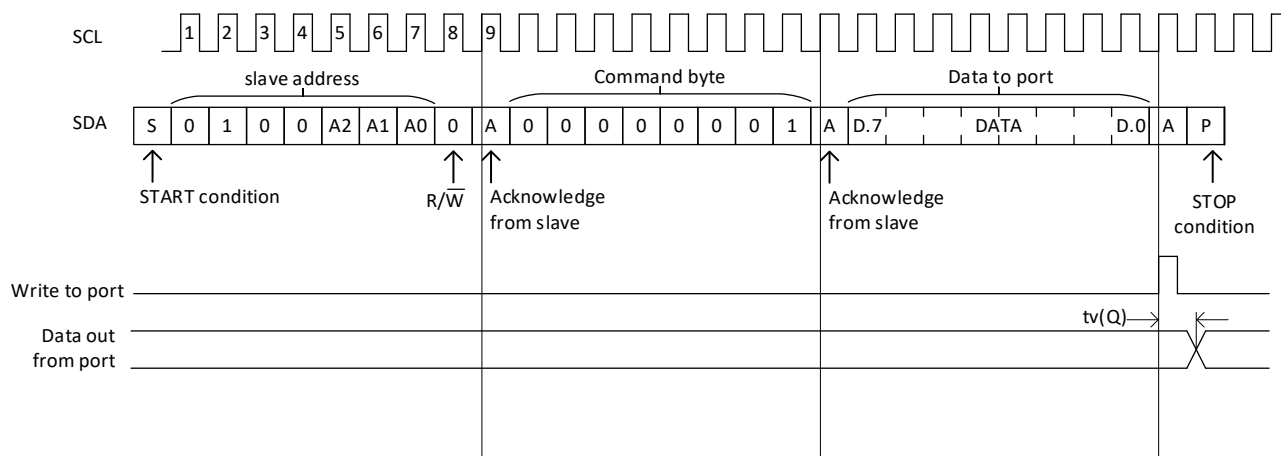 SCL 1 2 3 4 5 6 7 8 9
slave address Command byte Data to port
SDA S 0 1 0 0 A2 A1 A0 0 A 0 0 0 0 0 0 0 1 A D.7 DATA D.0 A P
START condition R/W̅ Acknowledge from slave Acknowledge from slave STOP condition
Write to port
tv(Q)
Data out
from port